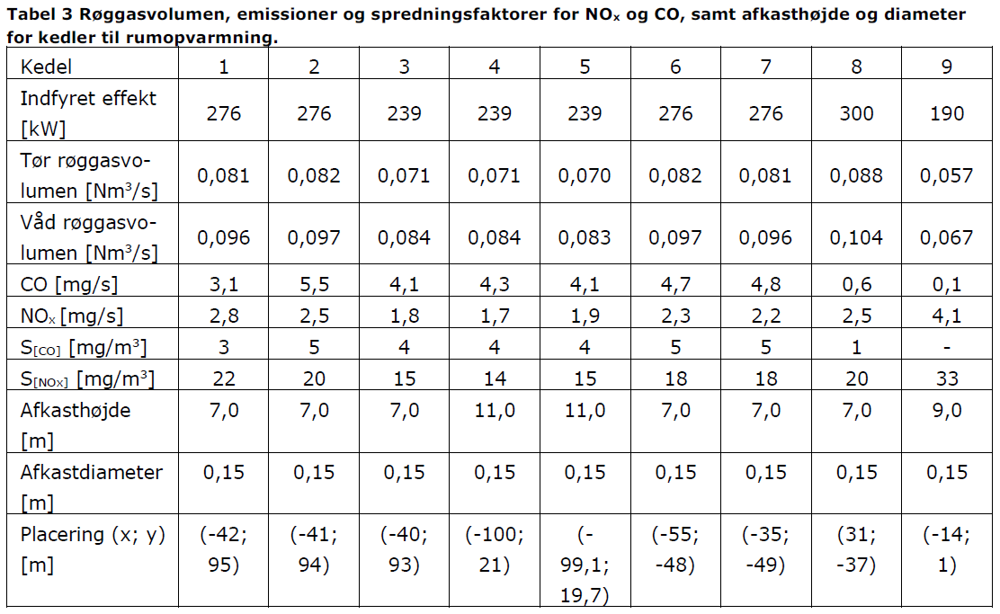 Tabel 3 Røggasvolumen, emissioner og spredningsfaktorer for NOₓ og CO, samt afkasthøjde og diameter
for kedler til rumopvarmning.
Kedel 1 2 3 4 5 6 7 8 9
Indfyret effekt
[kW] 276 276 239 239 239 276 276 300 190
Tør røggasvo-
lumen [Nm³/s] 0,081 0,082 0,071 0,071 0,070 0,082 0,081 0,088 0,057
Våd røggasvo-
lumen [Nm³/s] 0,096 0,097 0,084 0,084 0,083 0,097 0,096 0,104 0,067
CO [mg/s] 3,1 5,5 4,1 4,3 4,1 4,7 4,8 0,6 0,1
NOₓ [mg/s] 2,8 2,5 1,8 1,7 1,9 2,3 2,2 2,5 4,1
S[CO] [mg/m³] 3 5 4 4 4 5 5 1 -
S[NOx] [mg/m³] 22 20 15 14 15 18 18 20 33
Afkasthøjde 7,0 7,0 7,0 11,0 11,0 7,0 7,0 7,0 9,0
[m]
Afkastdiameter 0,15 0,15 0,15 0,15 0,15 0,15 0,15 0,15 0,15
[m]
Placering (x; y) (-42; (-41; (-40; (-100; (- (-55; (-35; (31; (-14;
[m] 95) 94) 93) 21) 99,1; -48) -49) -37) 1)
19,7)